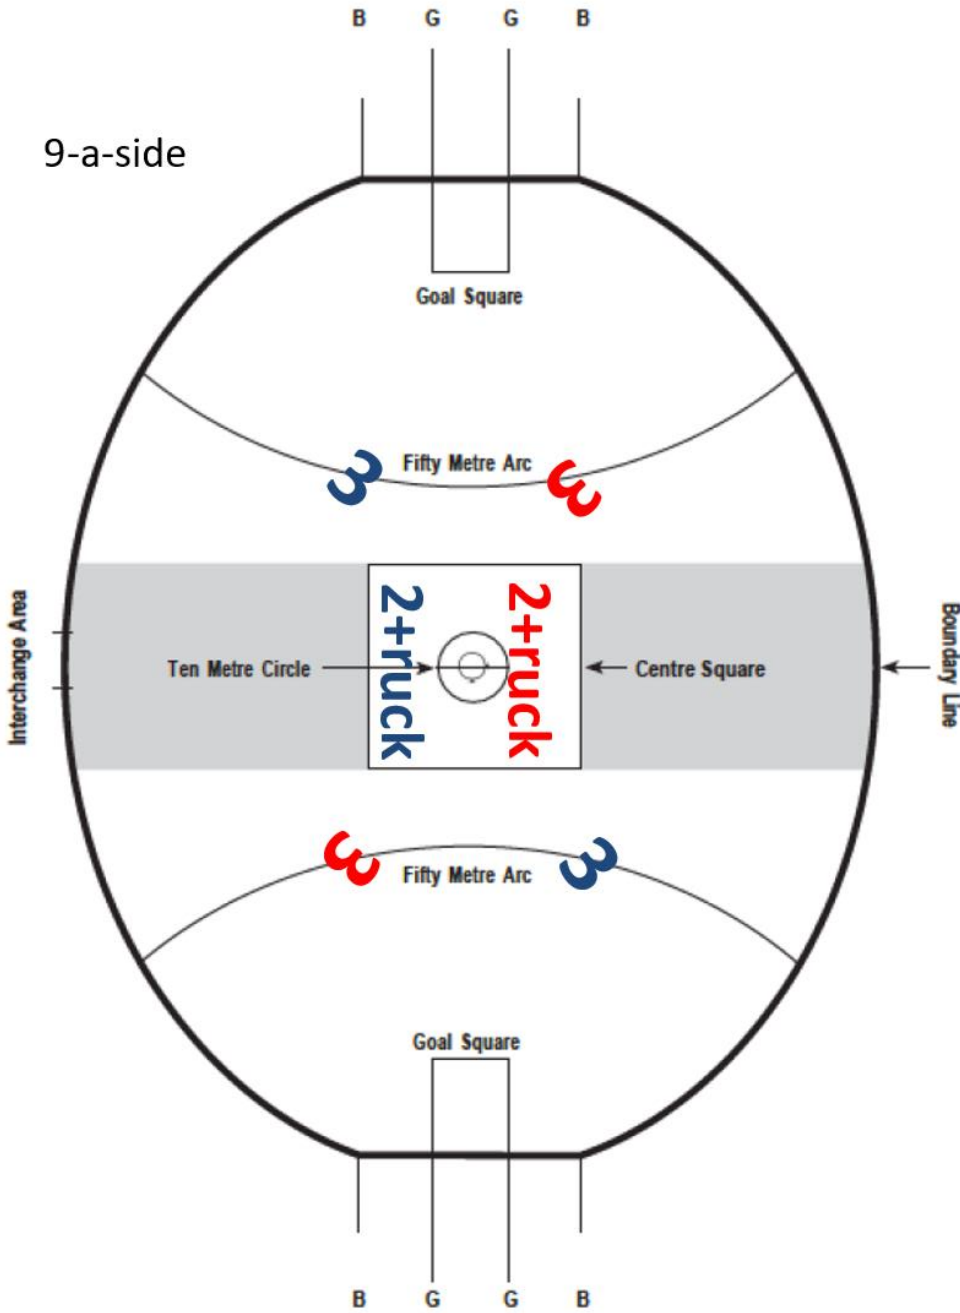 B G G B
9-a-side
Goal Square
3 Fifty Metre Arc 3
Interchange Area
2+ruck
2+ruck
Ten Metre Circle
Centre Square
Boundary Line
3 Fifty Metre Arc 3
Goal Square
B G G B